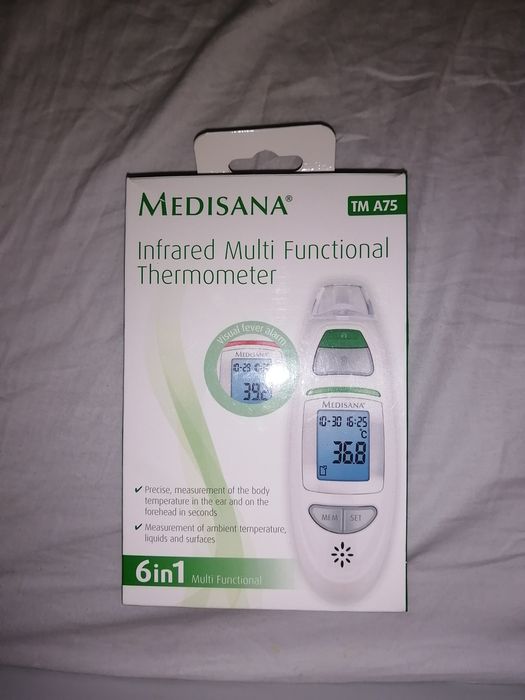 MEDISANA®
TM A75
Infrared Multi Functional
Thermometer
Visual fever alarm
MEDISANA
MEDISANA®
10-30 16:25
°C
36.8
✔ Precise, measurement of the body
temperature in the ear and on the
forehead in seconds
✔ Measurement of ambient temperature,
liquids and surfaces
MEM
SET
6in1 Multi Functional